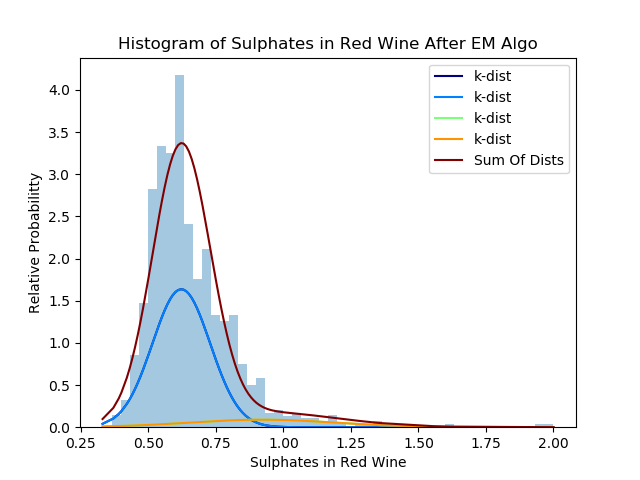 Histogram of Sulphates in Red Wine After EM Algo
k-dist
k-dist
k-dist
k-dist
Sum Of Dists
4.0
3.5
3.0
2.5
2.0
1.5
1.0
0.5
0.0
Relative Probabilitty
0.25 0.50 0.75 1.00 1.25 1.50 1.75 2.00
Sulphates in Red Wine